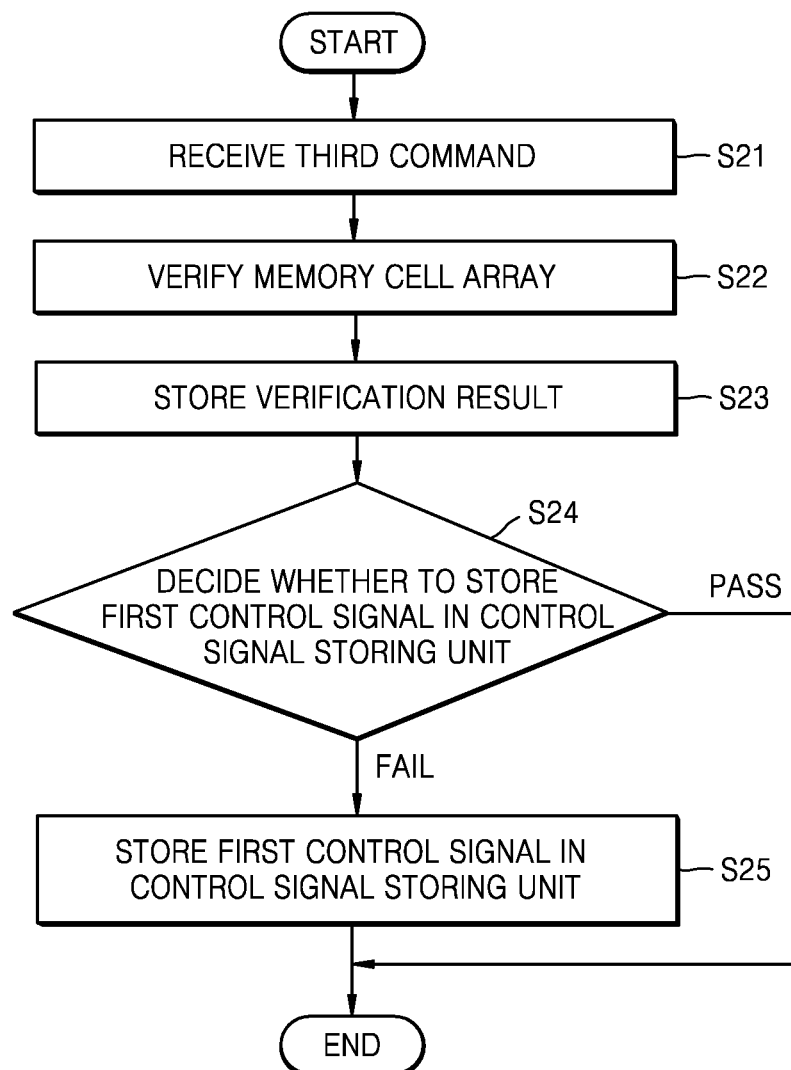 START
RECEIVE THIRD COMMAND
S21
VERIFY MEMORY CELL ARRAY
S22
STORE VERIFICATION RESULT
S23
S24
DECIDE WHETHER TO STORE
FIRST CONTROL SIGNAL IN CONTROL
SIGNAL STORING UNIT
PASS
FAIL
STORE FIRST CONTROL SIGNAL IN
CONTROL SIGNAL STORING UNIT
S25
END